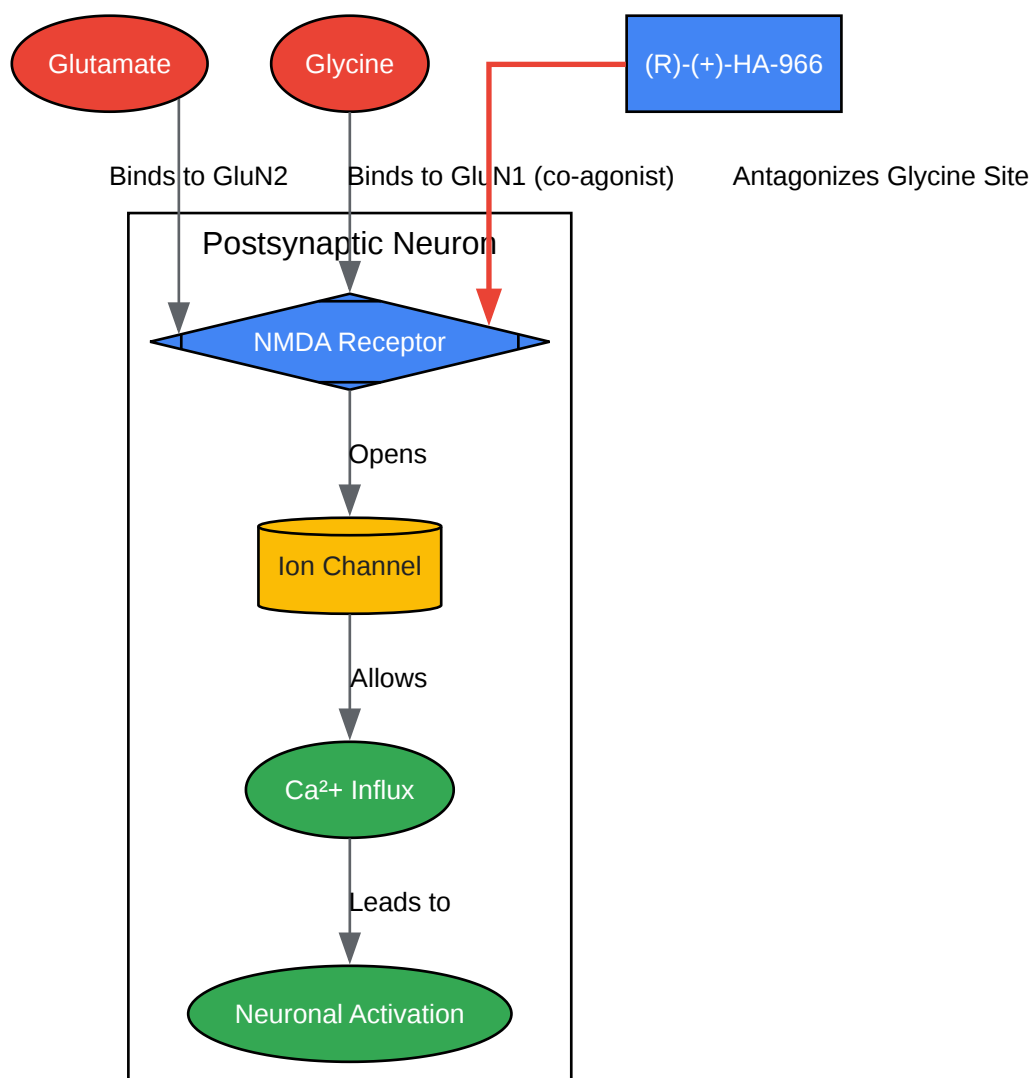 Glutamate
Glycine
(R)-(+)-HA-966
Binds to GluN2
Binds to GluN1 (co-agonist)
Antagonizes Glycine Site
Postsynaptic Neuron
NMDA Receptor
Opens
Ion Channel
Allows
Ca²+ Influx
Leads to
Neuronal Activation